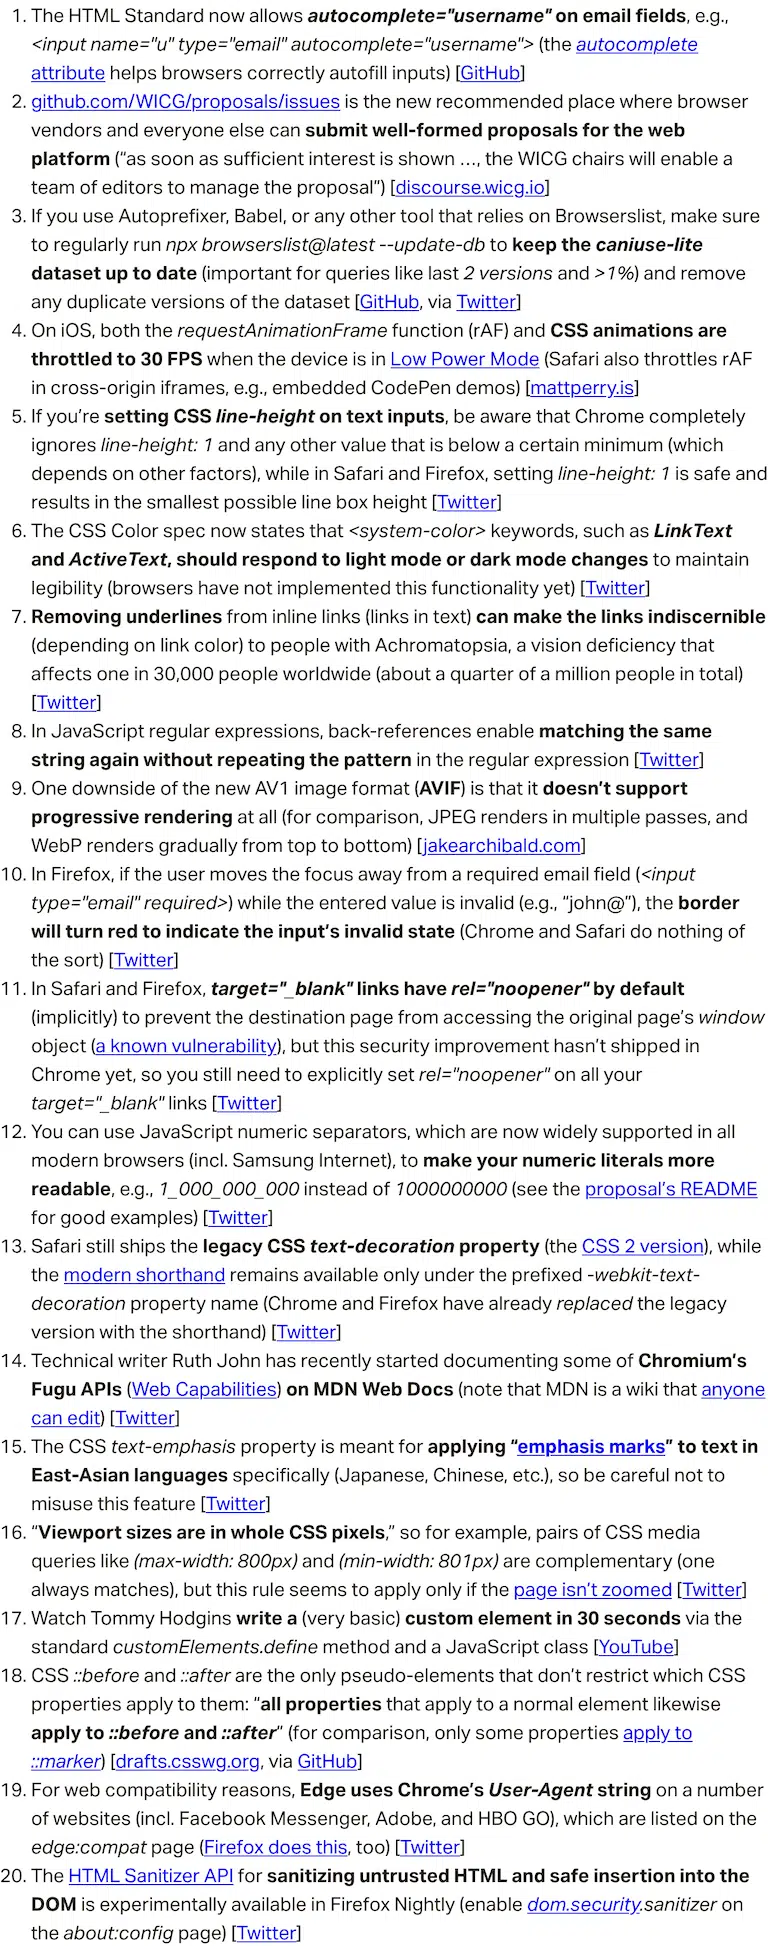 1. The HTML Standard now allows autocomplete="username" on email fields, e.g.,
<input name="u" type="email" autocomplete="username"> (the autocomplete
attribute helps browsers correctly autofill inputs) [GitHub]
2. github.com/WICG/proposals/issues is the new recommended place where browser
vendors and everyone else can submit well-formed proposals for the web
platform (“as soon as sufficient interest is shown …, the WICG chairs will enable a
team of editors to manage the proposal”) [discourse.wicg.io]
3. If you use Autoprefixer, Babel, or any other tool that relies on Browserslist, make sure
to regularly run npx browserslist@latest --update-db to keep the caniuse-lite
dataset up to date (important for queries like last 2 versions and >1%) and remove
any duplicate versions of the dataset [GitHub, via Twitter]
4. On iOS, both the requestAnimationFrame function (rAF) and CSS animations are
throttled to 30 FPS when the device is in Low Power Mode (Safari also throttles rAF
in cross-origin iframes, e.g., embedded CodePen demos) [mattperry.is]
5. If you’re setting CSS line-height on text inputs, be aware that Chrome completely
ignores line-height: 1 and any other value that is below a certain minimum (which
depends on other factors), while in Safari and Firefox, setting line-height: 1 is safe and
results in the smallest possible line box height [Twitter]
6. The CSS Color spec now states that <system-color> keywords, such as LinkText
and ActiveText, should respond to light mode or dark mode changes to maintain
legibility (browsers have not implemented this functionality yet) [Twitter]
7. Removing underlines from inline links (links in text) can make the links indiscernible
(depending on link color) to people with Achromatopsia, a vision deficiency that
affects one in 30,000 people worldwide (about a quarter of a million people in total)
[Twitter]
8. In JavaScript regular expressions, back-references enable matching the same
string again without repeating the pattern in the regular expression [Twitter]
9. One downside of the new AV1 image format (AVIF) is that it doesn’t support
progressive rendering at all (for comparison, JPEG renders in multiple passes, and
WebP renders gradually from top to bottom) [jakearchibald.com]
10. In Firefox, if the user moves the focus away from a required email field (<input
type="email" required>) while the entered value is invalid (e.g., “john@”), the border
will turn red to indicate the input’s invalid state (Chrome and Safari do nothing of
the sort) [Twitter]
11. In Safari and Firefox, target="_blank" links have rel="noopener" by default
(implicitly) to prevent the destination page from accessing the original page’s window
object (a known vulnerability), but this security improvement hasn’t shipped in
Chrome yet, so you still need to explicitly set rel="noopener" on all your
target="_blank" links [Twitter]
12. You can use JavaScript numeric separators, which are now widely supported in all
modern browsers (incl. Samsung Internet), to make your numeric literals more
readable, e.g., 1_000_000_000 instead of 1000000000 (see the proposal’s README
for good examples) [Twitter]
13. Safari still ships the legacy CSS text-decoration property (the CSS 2 version), while
the modern shorthand remains available only under the prefixed -webkit-text-
decoration property name (Chrome and Firefox have already replaced the legacy
version with the shorthand) [Twitter]
14. Technical writer Ruth John has recently started documenting some of Chromium’s
Fugu APIs (Web Capabilities) on MDN Web Docs (note that MDN is a wiki that anyone
can edit) [Twitter]
15. The CSS text-emphasis property is meant for applying “emphasis marks” to text in
East-Asian languages specifically (Japanese, Chinese, etc.), so be careful not to
misuse this feature [Twitter]
16. “Viewport sizes are in whole CSS pixels,” so for example, pairs of CSS media
queries like (max-width: 800px) and (min-width: 801px) are complementary (one
always matches), but this rule seems to apply only if the page isn’t zoomed [Twitter]
17. Watch Tommy Hodgins write a (very basic) custom element in 30 seconds via the
standard customElements.define method and a JavaScript class [YouTube]
18. CSS ::before and ::after are the only pseudo-elements that don’t restrict which CSS
properties apply to them: “all properties that apply to a normal element likewise
apply to ::before and ::after” (for comparison, only some properties apply to
::marker) [drafts.csswg.org, via GitHub]
19. For web compatibility reasons, Edge uses Chrome’s User-Agent string on a number
of websites (incl. Facebook Messenger, Adobe, and HBO GO), which are listed on the
edge:compat page (Firefox does this, too) [Twitter]
20. The HTML Sanitizer API for sanitizing untrusted HTML and safe insertion into the
DOM is experimentally available in Firefox Nightly (enable dom.security.sanitizer on
the about:config page) [Twitter]